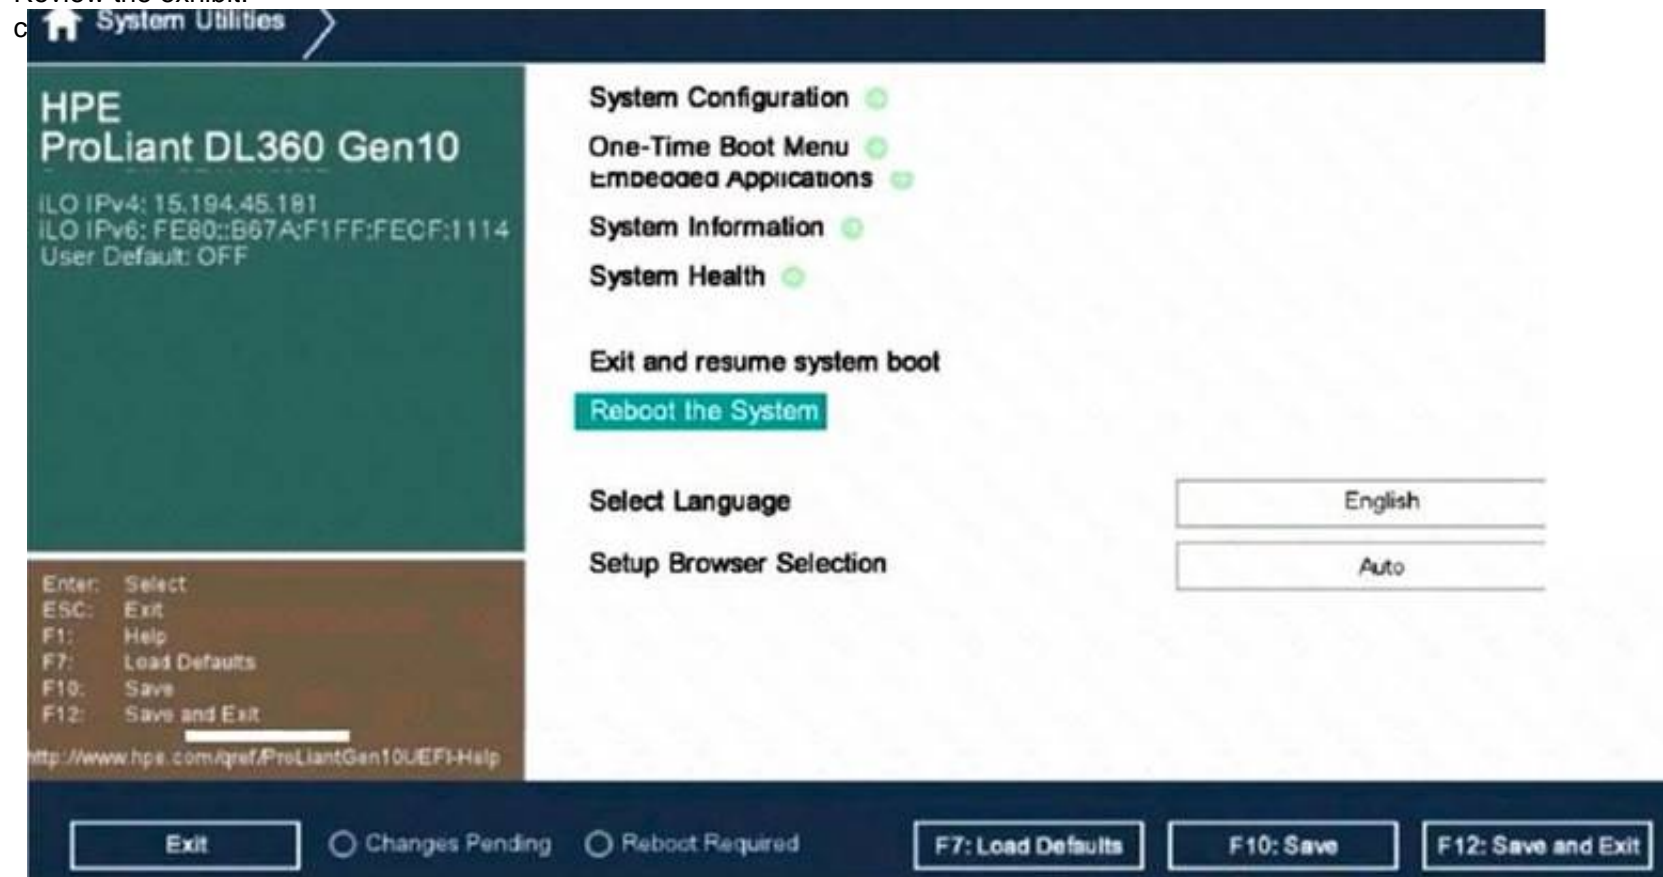 Review the exhibit.
c
System Utilities
HPE
ProLiant DL360 Gen10
iLO IPv4: 15.194.45.181
iLO IPv6: FE80::B67A:F1FF:FECF:1114
User Default: OFF
Enter: Select
ESC: Exit
F1: Help
F7: Load Defaults
F10: Save
F12: Save and Exit
http://www.hpe.com/qref/ProLiantGen10UEFI-Help
System Configuration
One-Time Boot Menu
Embedded Applications
System Information
System Health
Exit and resume system boot
Reboot the System
Select Language English
Setup Browser Selection Auto
Exit Changes Pending Reboot Required F7: Load Defaults F10: Save F12: Save and Exit